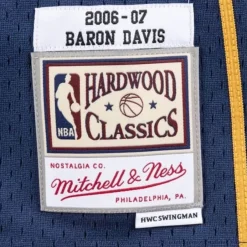 2006-07
BARON DAVIS
HARDWOOD
NBA
CLASSICS
NOSTALGIA CO.
Mitchell & Ness
PHILADELPHIA, PA.
HWCSWINGMAN